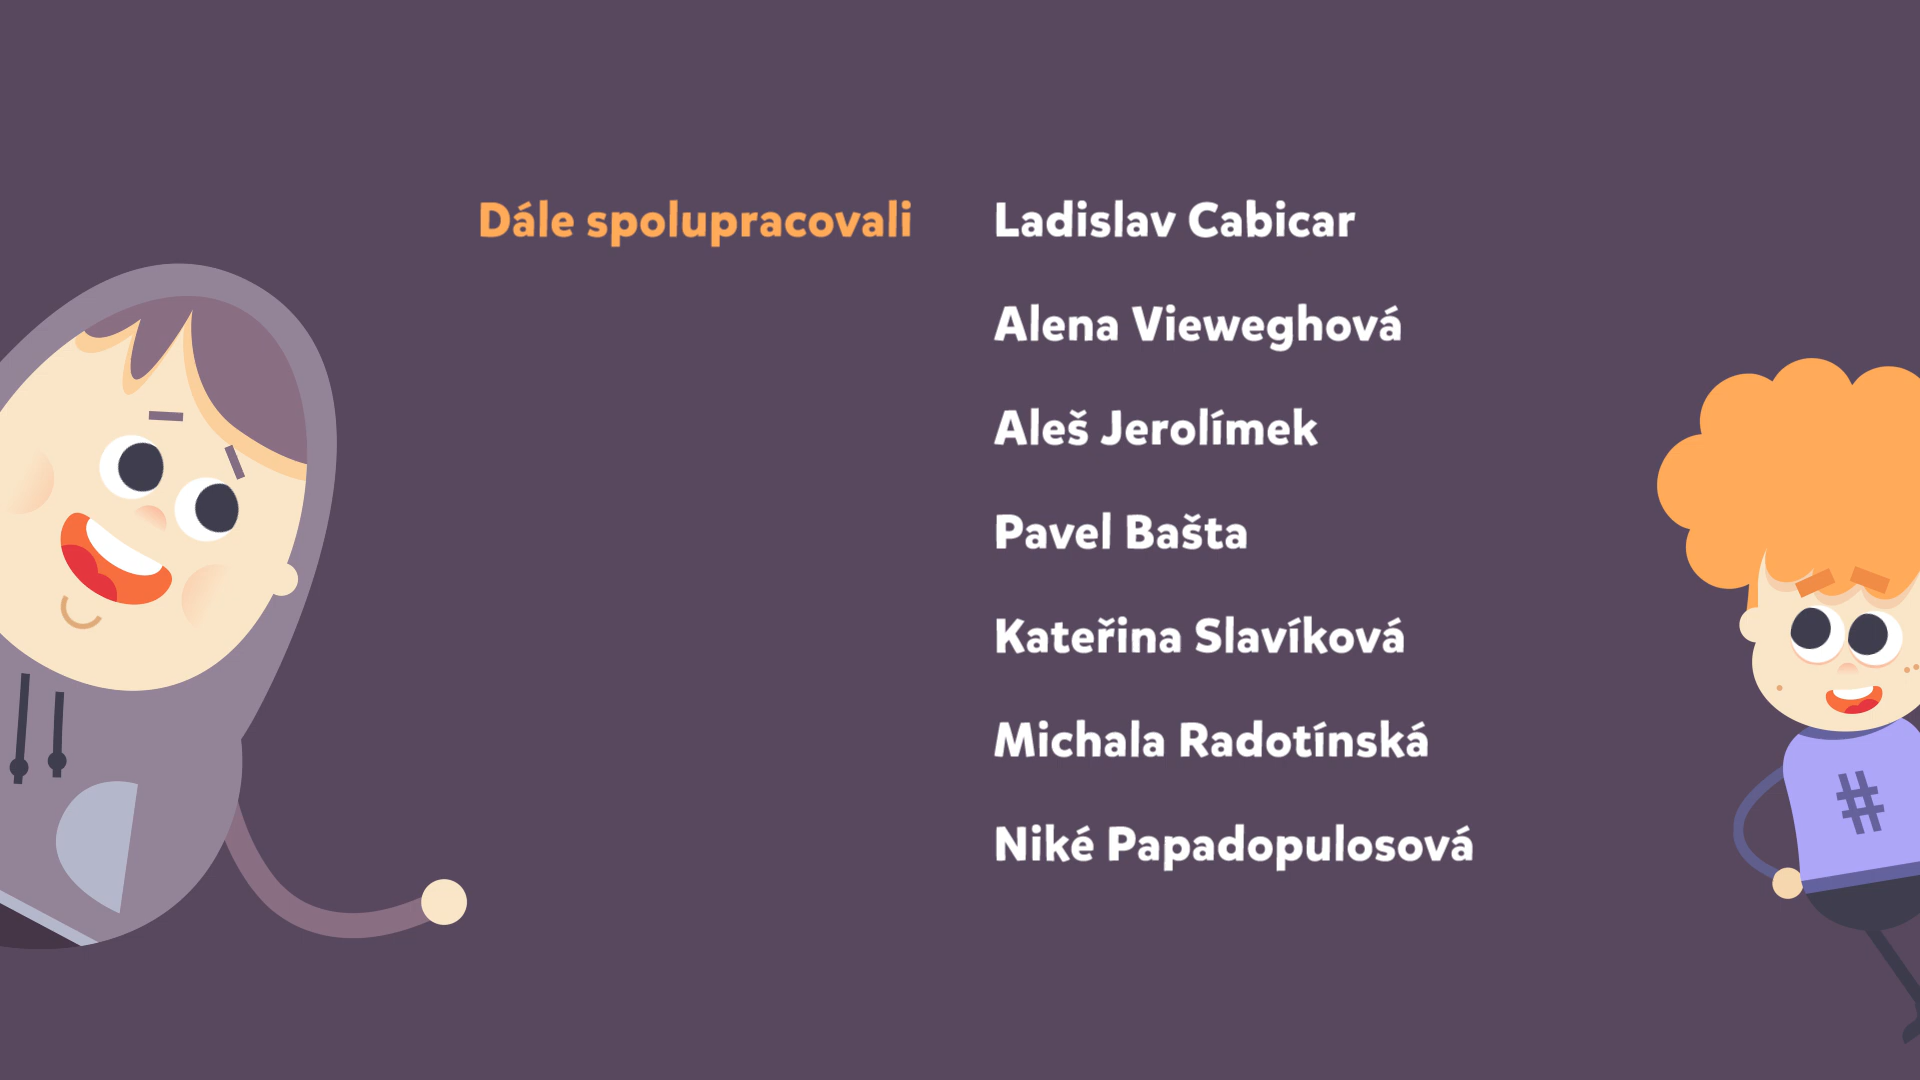 Dále spolupracovali Ladislav Cabicar
Alena Vieweghová
Aleš Jerolímek
Pavel Bašta
Kateřina Slavíková
Michala Radotínská
Niké Papadopulosová
#